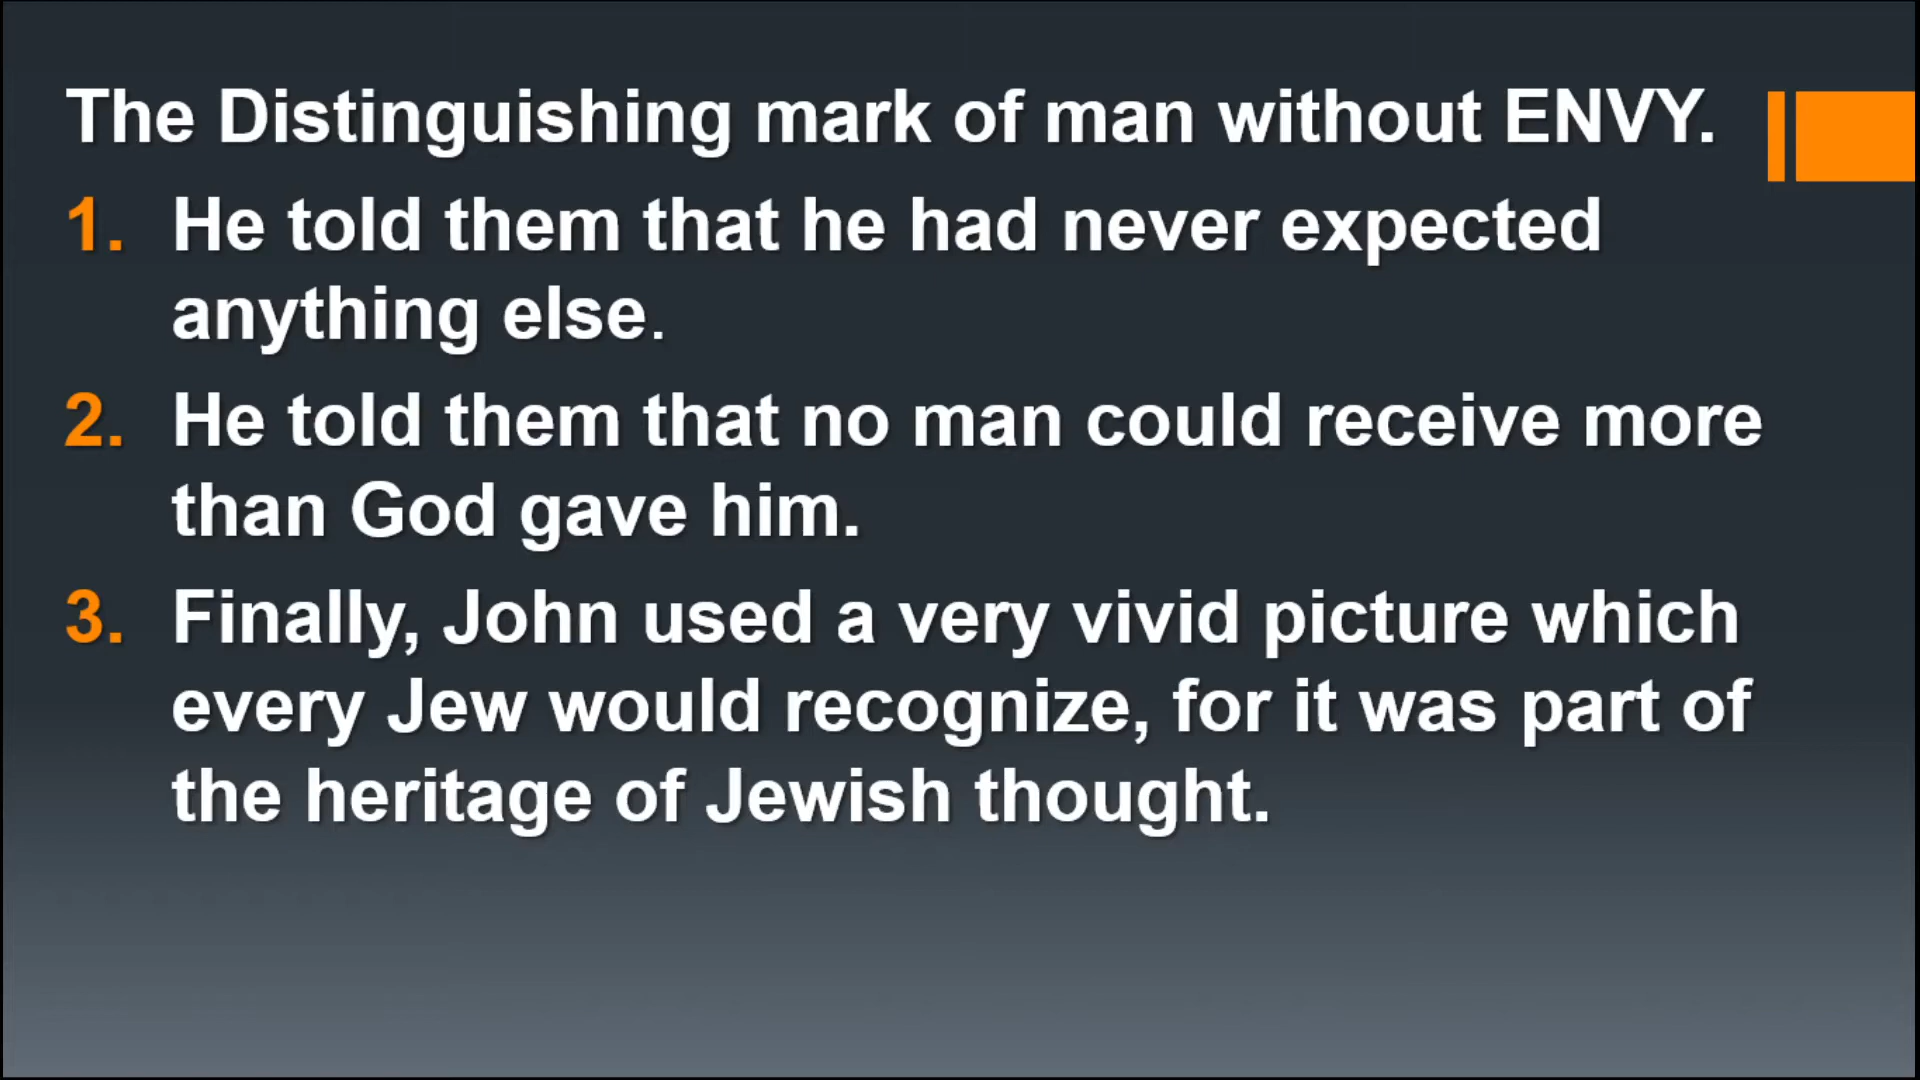 The Distinguishing mark of man without ENVY.
1. He told them that he had never expected
anything else.
2. He told them that no man could receive more
than God gave him.
3. Finally, John used a very vivid picture which
every Jew would recognize, for it was part of
the heritage of Jewish thought.